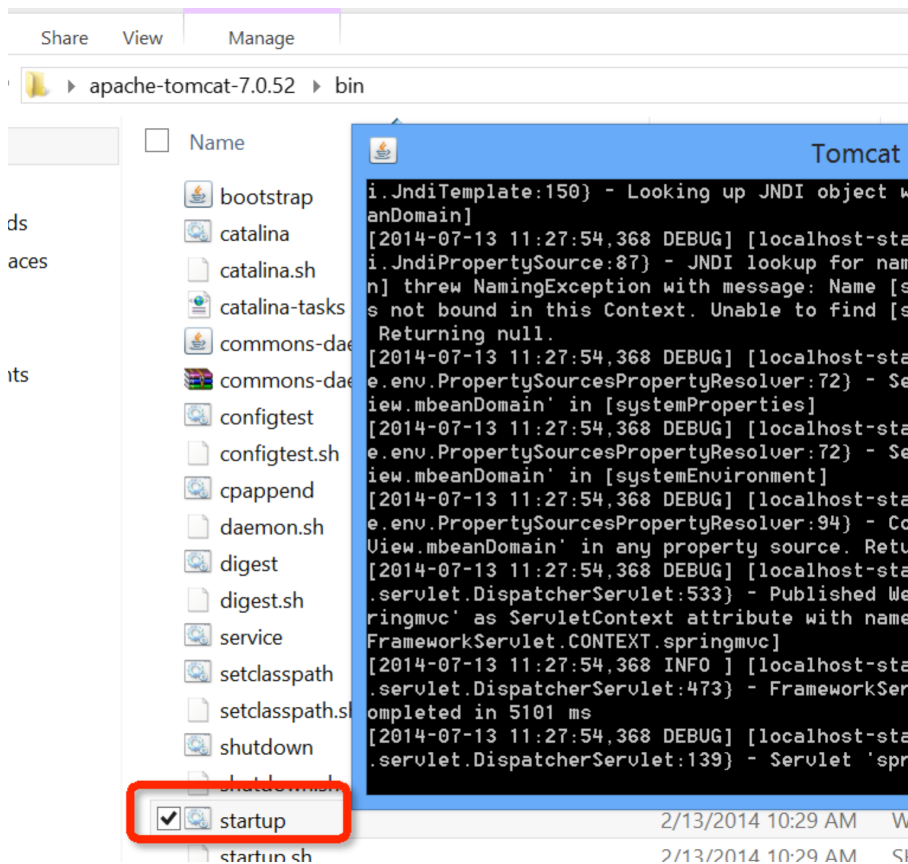 Share View Manage
apache-tomcat-7.0.52 bin
Name
Tomcat
ds
aces
nts
bootstrap
catalina
catalina.sh
catalina-tasks
commons-dae
commons-dae
configtest
configtest.sh
cpappend
daemon.sh
digest
digest.sh
service
setclasspath
setclasspath.sh
shutdown
shutdown.sh
startup 2/13/2014 10:29 AM W
startup.sh 2/13/2014 10:29 AM Sh
i.JndiTemplate:150} - Looking up JNDI object w
anDomain]
[2014-07-13 11:27:54,368 DEBUG] [localhost-sta
i.JndiPropertySource:87} - JNDI lookup for nam
n] threw NamingException with message: Name [s
s not bound in this Context. Unable to find [s
Returning null.
[2014-07-13 11:27:54,368 DEBUG] [localhost-sta
e.env.PropertySourcesPropertyResolver:72} - Se
iew.mbeanDomain' in [systemProperties]
[2014-07-13 11:27:54,368 DEBUG] [localhost-sta
e.env.PropertySourcesPropertyResolver:72} - Se
iew.mbeanDomain' in [systemEnvironment]
[2014-07-13 11:27:54,368 DEBUG] [localhost-sta
e.env.PropertySourcesPropertyResolver:94} - Co
View.mbeanDomain' in any property source. Retu
[2014-07-13 11:27:54,368 DEBUG] [localhost-sta
.servlet.DispatcherServlet:533} - Published We
ringmvc' as ServletContext attribute with name
FrameworkServlet.CONTEXT.springmvc]
[2014-07-13 11:27:54,368 INFO ] [localhost-sta
.servlet.DispatcherServlet:473} - FrameworkSer
ompleted in 5101 ms
[2014-07-13 11:27:54,368 DEBUG] [localhost-sta
.servlet.DispatcherServlet:139} - Servlet 'spr